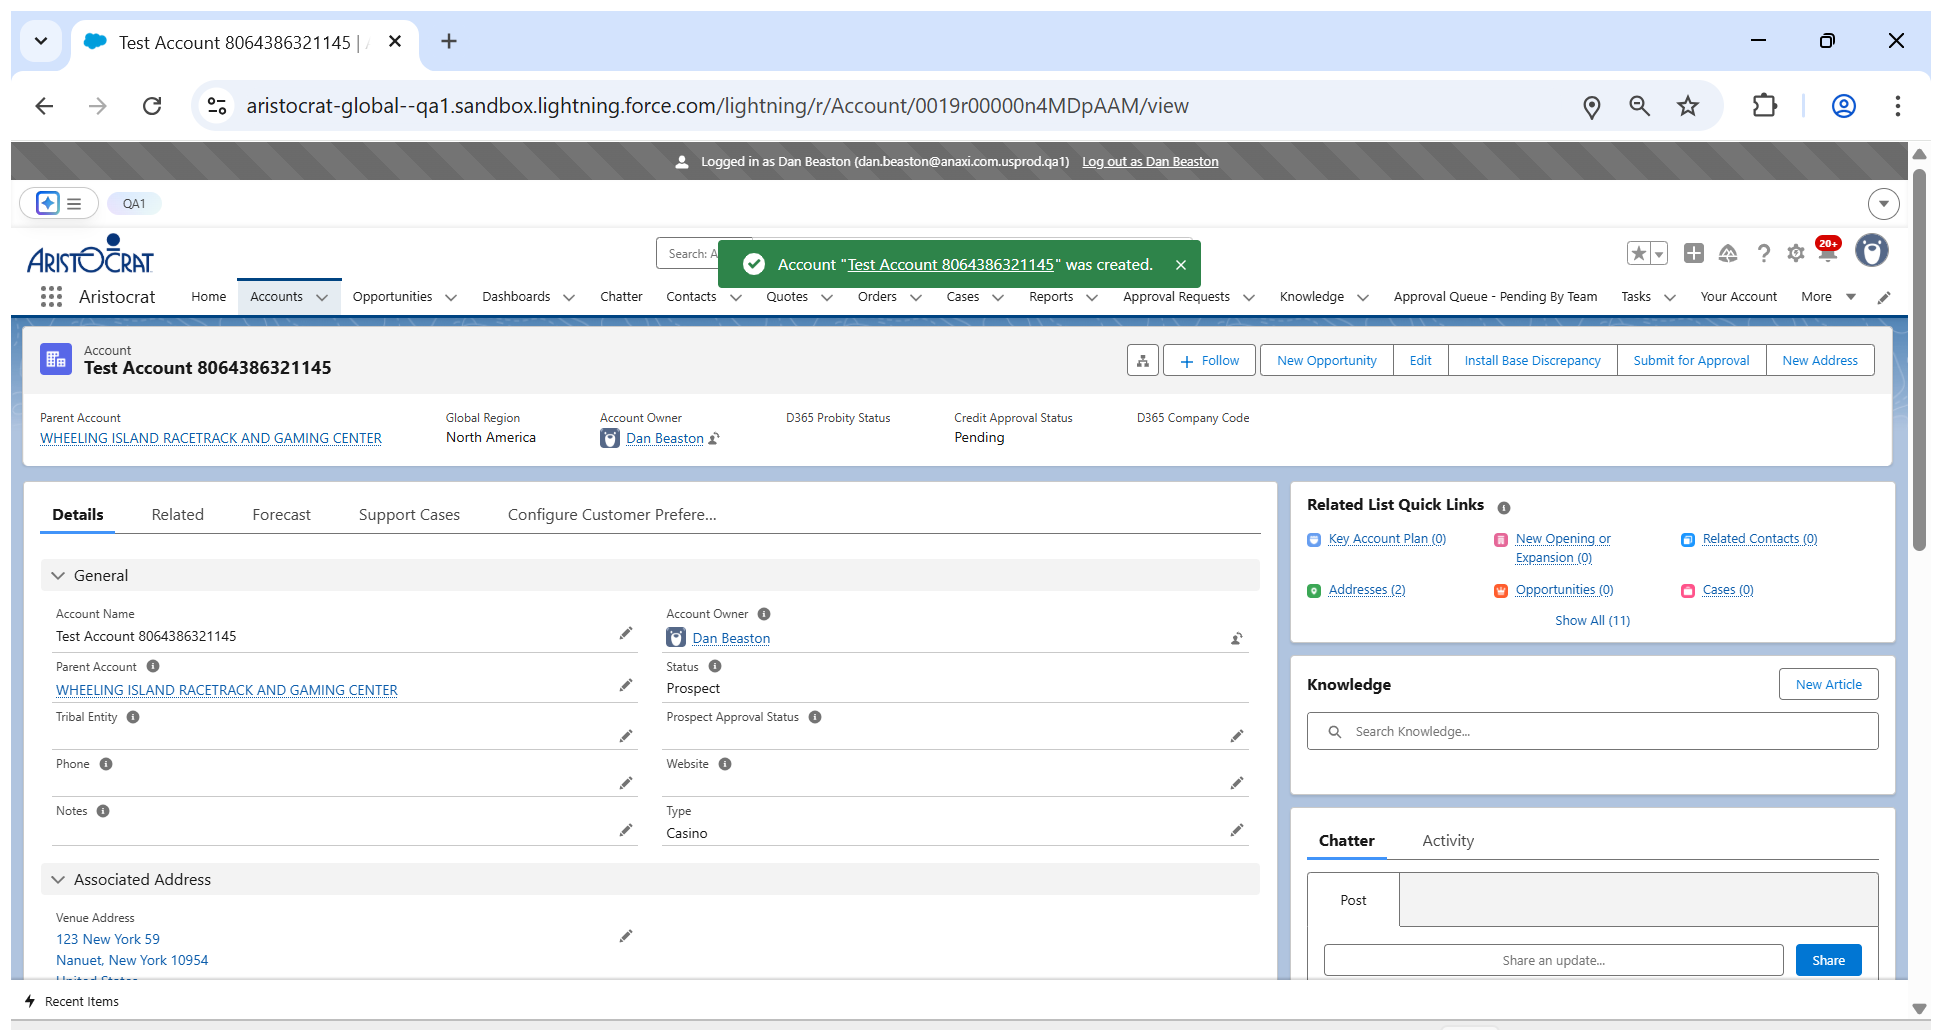 Test Account 8064386321145 |
aristocrat-global--qa1.sandbox.lightning.force.com/lightning/r/Account/0019r00000n4MDpAAM/view
Logged in as Dan Beaston (dan.beaston@anaxi.com.usprod.qa1) Log out as Dan Beaston
QA1
ARISTOCRAT
Search: A
Account "Test Account 8064386321145" was created.
20+
Aristocrat Home Accounts Opportunities Dashboards Chatter Contacts Quotes Orders Cases Reports Approval Requests Knowledge Approval Queue - Pending By Team Tasks Your Account More
Account
Test Account 8064386321145
Follow New Opportunity Edit Install Base Discrepancy Submit for Approval New Address
Parent Account Global Region Account Owner D365 Probity Status Credit Approval Status D365 Company Code
WHEELING ISLAND RACETRACK AND GAMING CENTER North America Dan Beaston Pending
Details Related Forecast Support Cases Configure Customer Prefere...
General
Account Name Account Owner
Test Account 8064386321145 Dan Beaston
Parent Account Status
WHEELING ISLAND RACETRACK AND GAMING CENTER Prospect
Tribal Entity Prospect Approval Status
Phone Website
Notes Type
Casino
Associated Address
Venue Address
123 New York 59
Nanuet, New York 10954
United States
Related List Quick Links
Key Account Plan (0) New Opening or Expansion (0) Related Contacts (0)
Addresses (2) Opportunities (0) Cases (0)
Show All (11)
Knowledge New Article
Search Knowledge...
Chatter Activity
Post
Share an update... Share
Recent Items